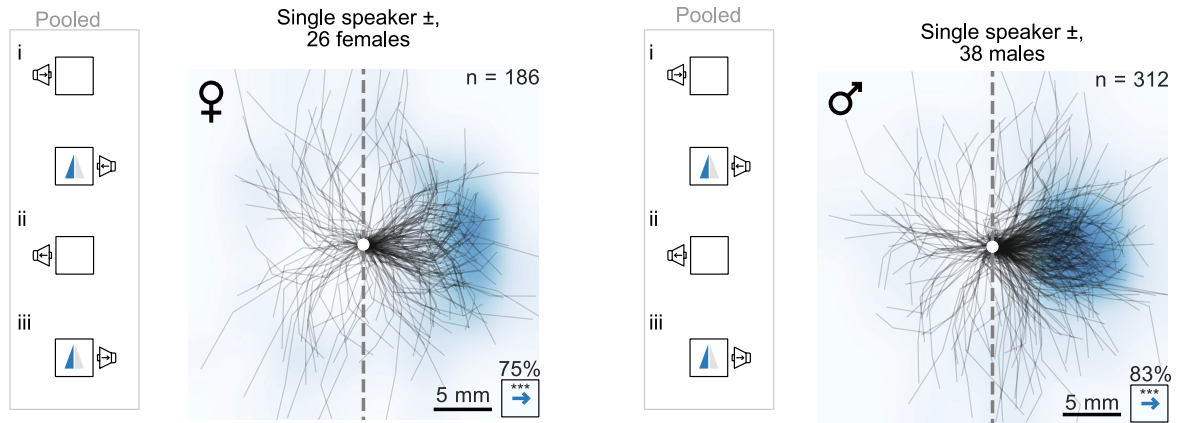 Pooled
i
ii
iii
Single speaker ±,
26 females
n = 186
♀
75%
***
5 mm
Pooled
i
ii
iii
Single speaker ±,
38 males
n = 312
♂
83%
***
5 mm